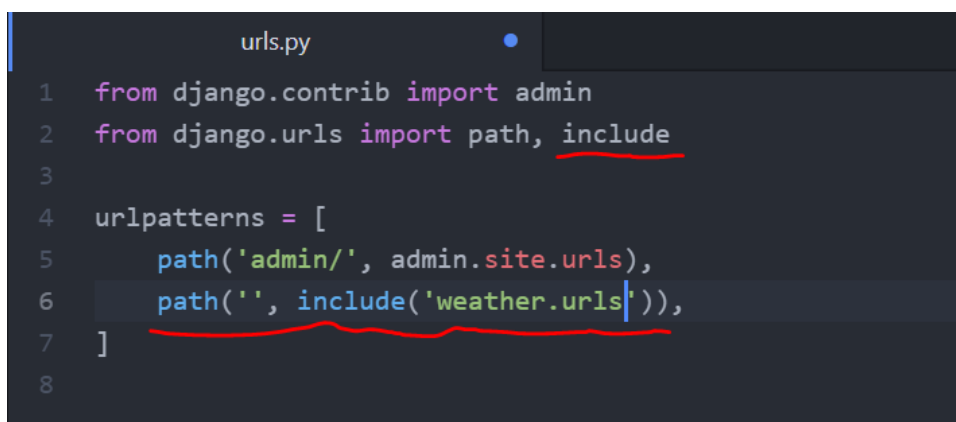 urls.py
1 from django.contrib import admin
2 from django.urls import path, include
3
4 urlpatterns = [
5     path('admin/', admin.site.urls),
6     path('', include('weather.urls')),
7 ]
8